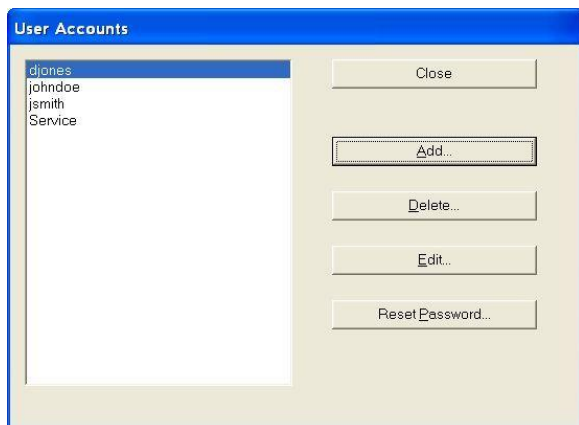 User Accounts
djones
johndoe
jsmith
Service
Close
Add...
Delete...
Edit...
Reset Password...